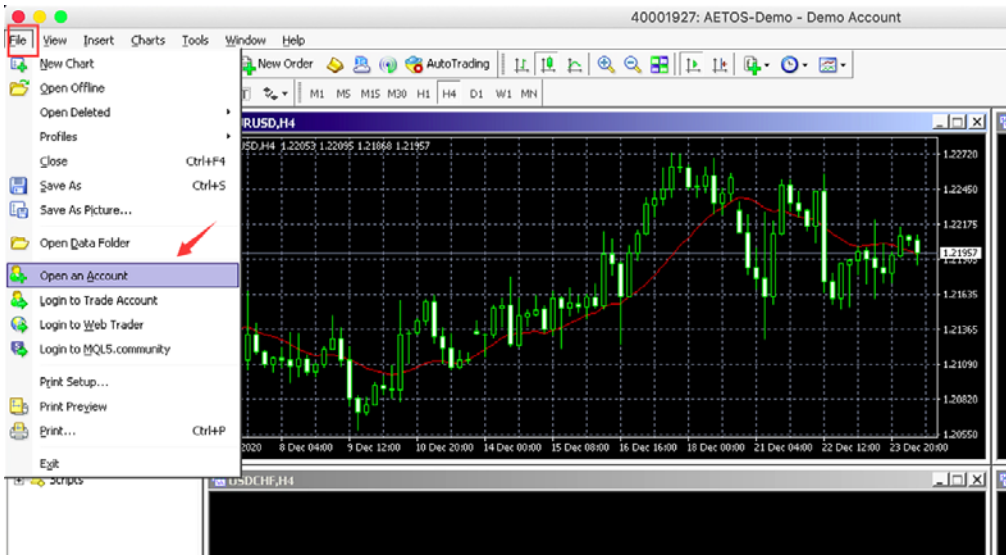 40001927: AETOS-Demo - Demo Account
File View Insert Charts Tools Window Help
New Chart
Open Offline
Open Deleted
Profiles
Close Ctrl+F4
Save As Ctrl+S
Save As Picture...
Open Data Folder
Open an Account
Login to Trade Account
Login to Web Trader
Login to MQL5.community
Print Setup...
Print Preview
Print... Ctrl+P
Exit
New Order AutoTrading
M1 M5 M15 M30 H1 H4 D1 W1 MN
RUSD,H4
JSD,H4 1.22053 1.22095 1.21868 1.21957
1.22720
1.22450
1.22175
1.21957
1.21635
1.21365
1.21090
1.20820
1.20550
2020 8 Dec 04:00 9 Dec 12:00 10 Dec 20:00 14 Dec 00:00 15 Dec 08:00 16 Dec 16:00 18 Dec 00:00 21 Dec 04:00 22 Dec 12:00 23 Dec 20:00
Scripts
USDCHF,H4